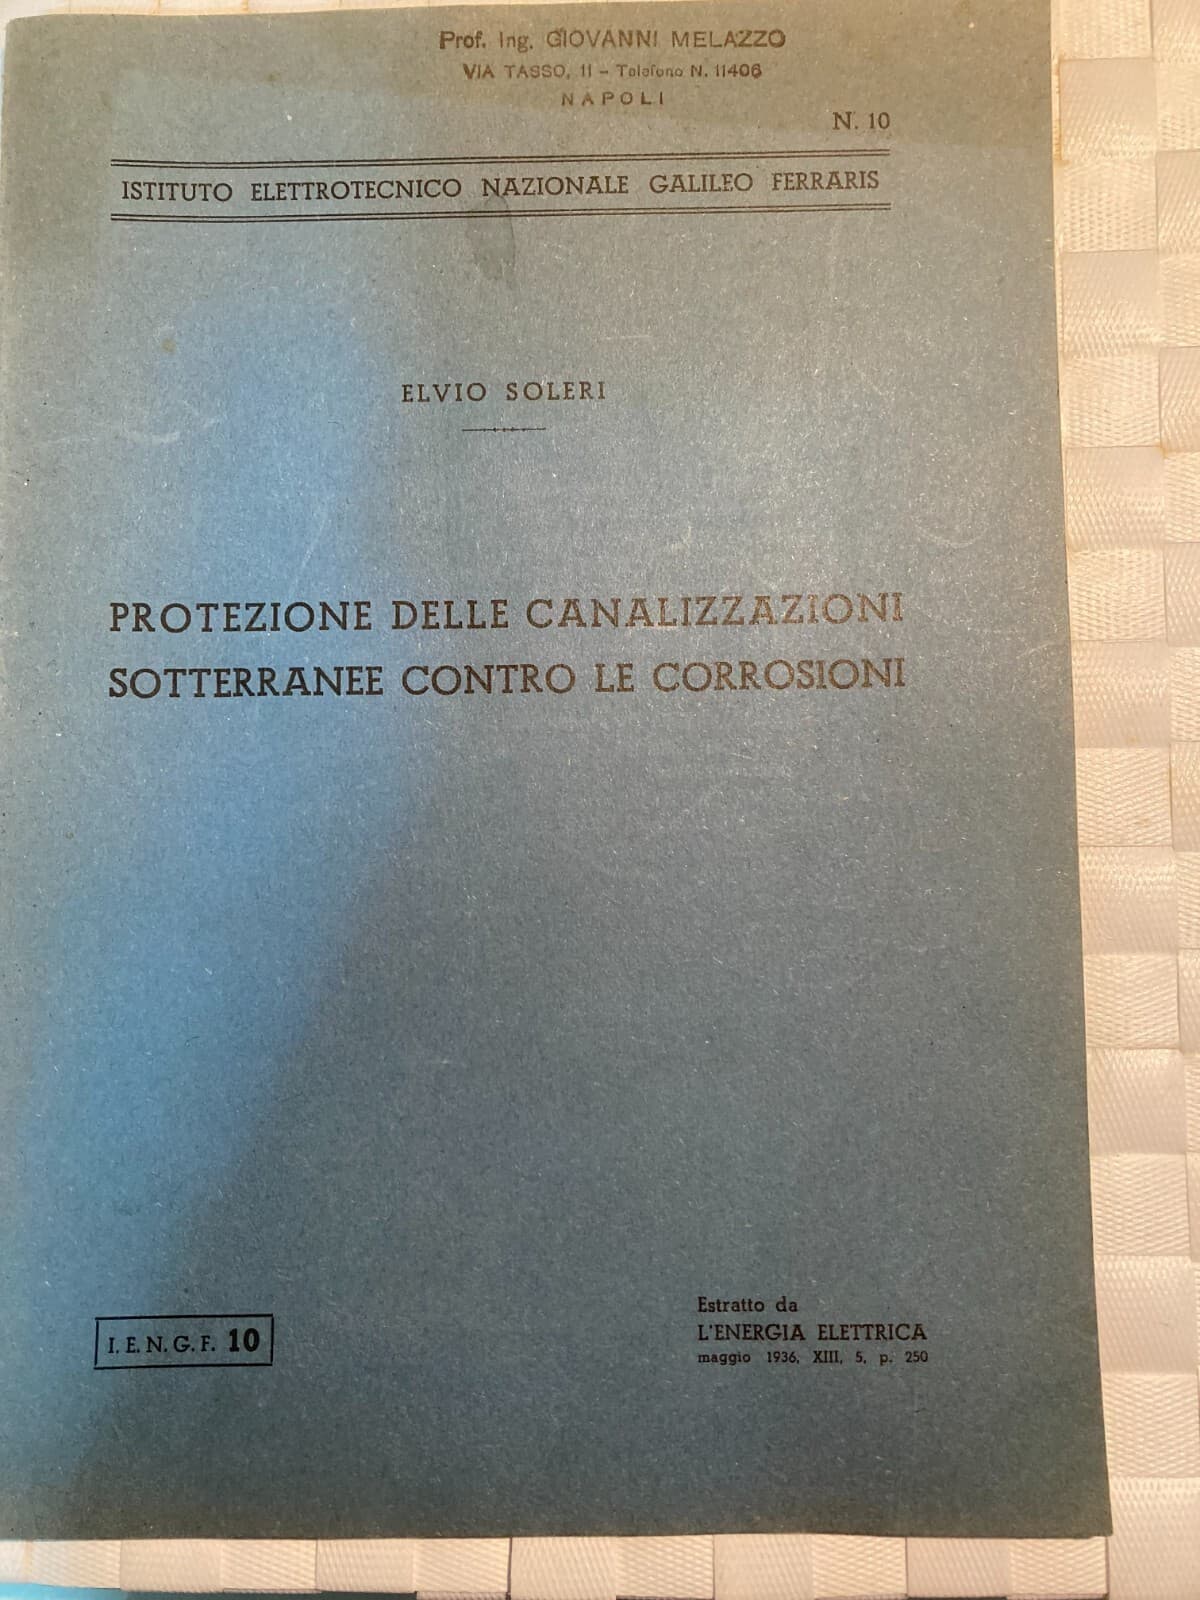 Prof. Ing. GIOVANNI MELAZZO
VIA TASSO, 11 - Telefono N. 11406
NAPOLI
N. 10
ISTITUTO ELETTROTECNICO NAZIONALE GALILEO FERRARIS
ELVIO SOLERI
PROTEZIONE DELLE CANALIZZAZIONI
SOTTERRANEE CONTRO LE CORROSIONI
I. E. N. G. F. 10
Estratto da
L'ENERGIA ELETTRICA
maggio 1936, XIII, 5, p. 250